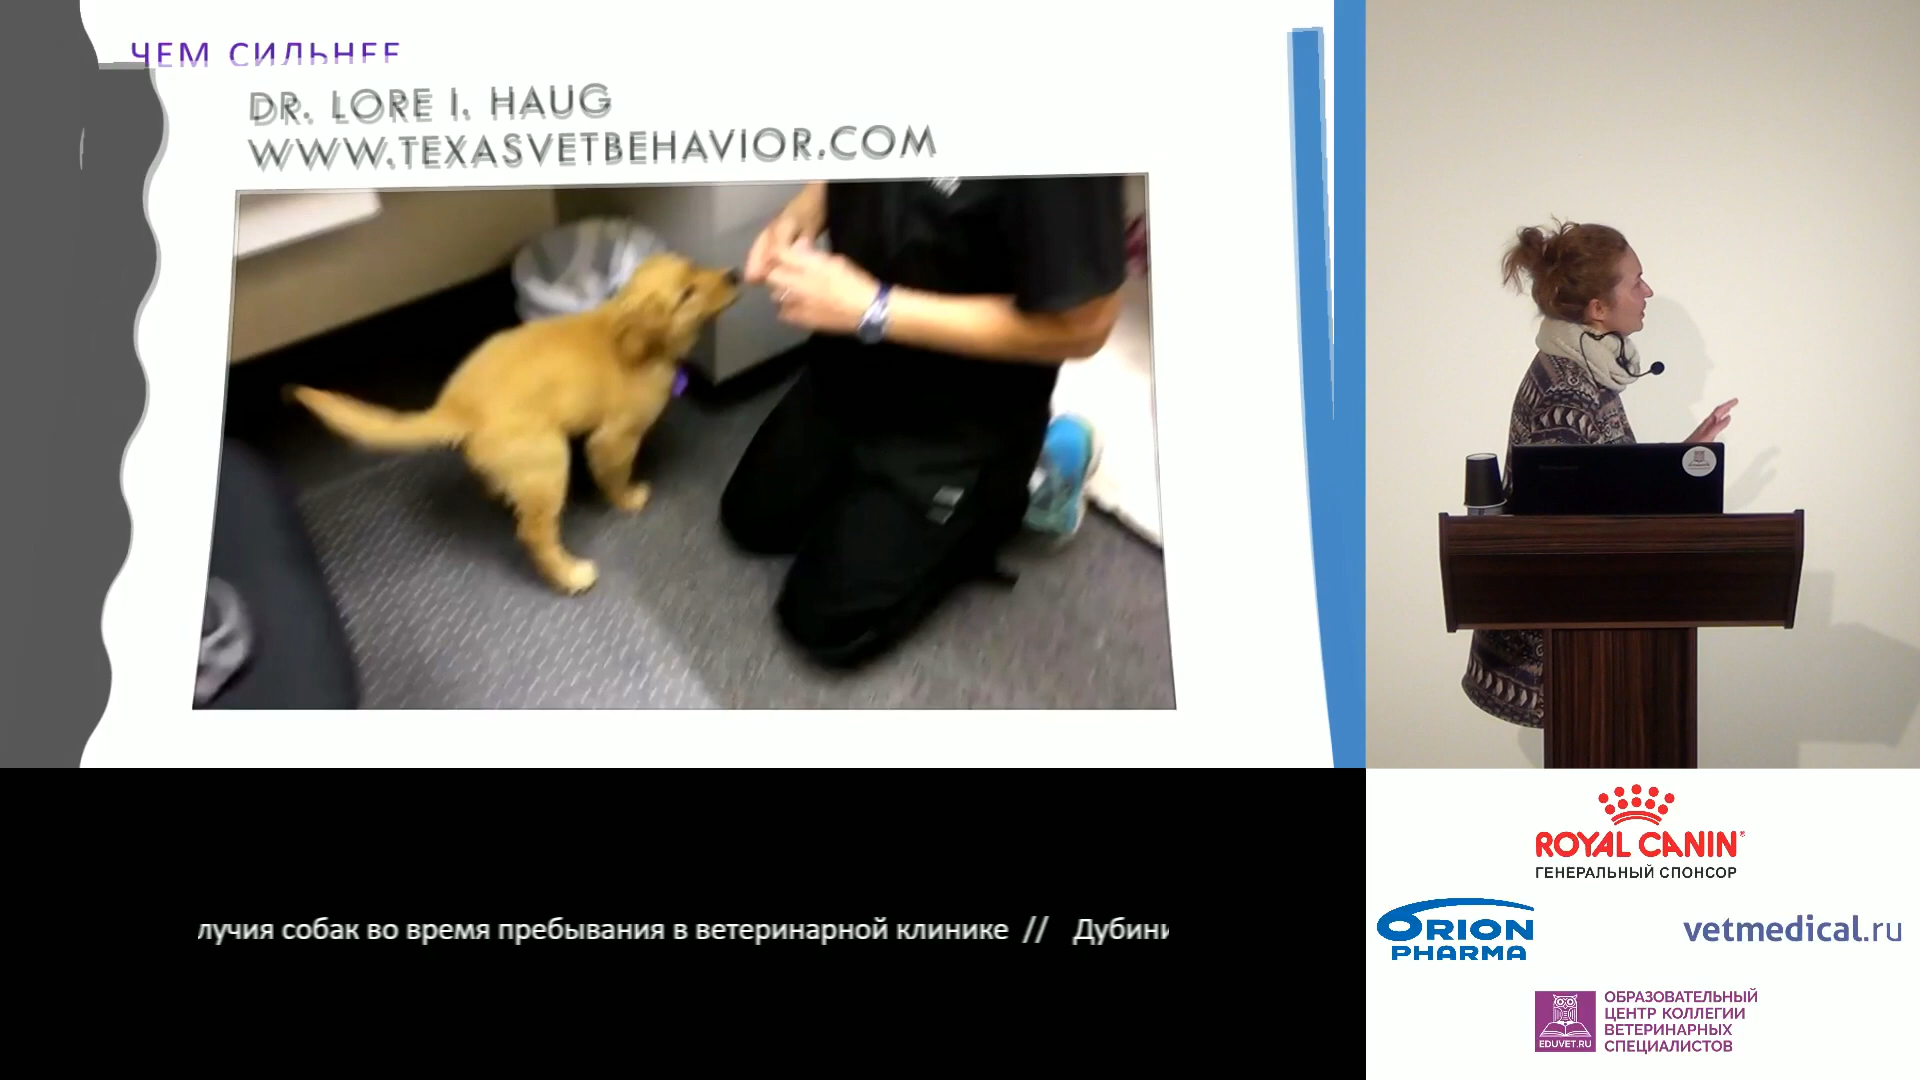 ЧЕМ СИЛЬНЕЕ
DR. LORE I. HAUG
WWW.TEXASVETBEHAVIOR.COM
лучия собак во время пребывания в ветеринарной клинике // Дубини
ROYAL CANIN
ГЕНЕРАЛЬНЫЙ СПОНСОР
ORION
PHARMA
vetmedical.ru
EDUVET.RU
ОБРАЗОВАТЕЛЬНЫЙ
ЦЕНТР КОЛЛЕГИИ
ВЕТЕРИНАРНЫХ
СПЕЦИАЛИСТОВ